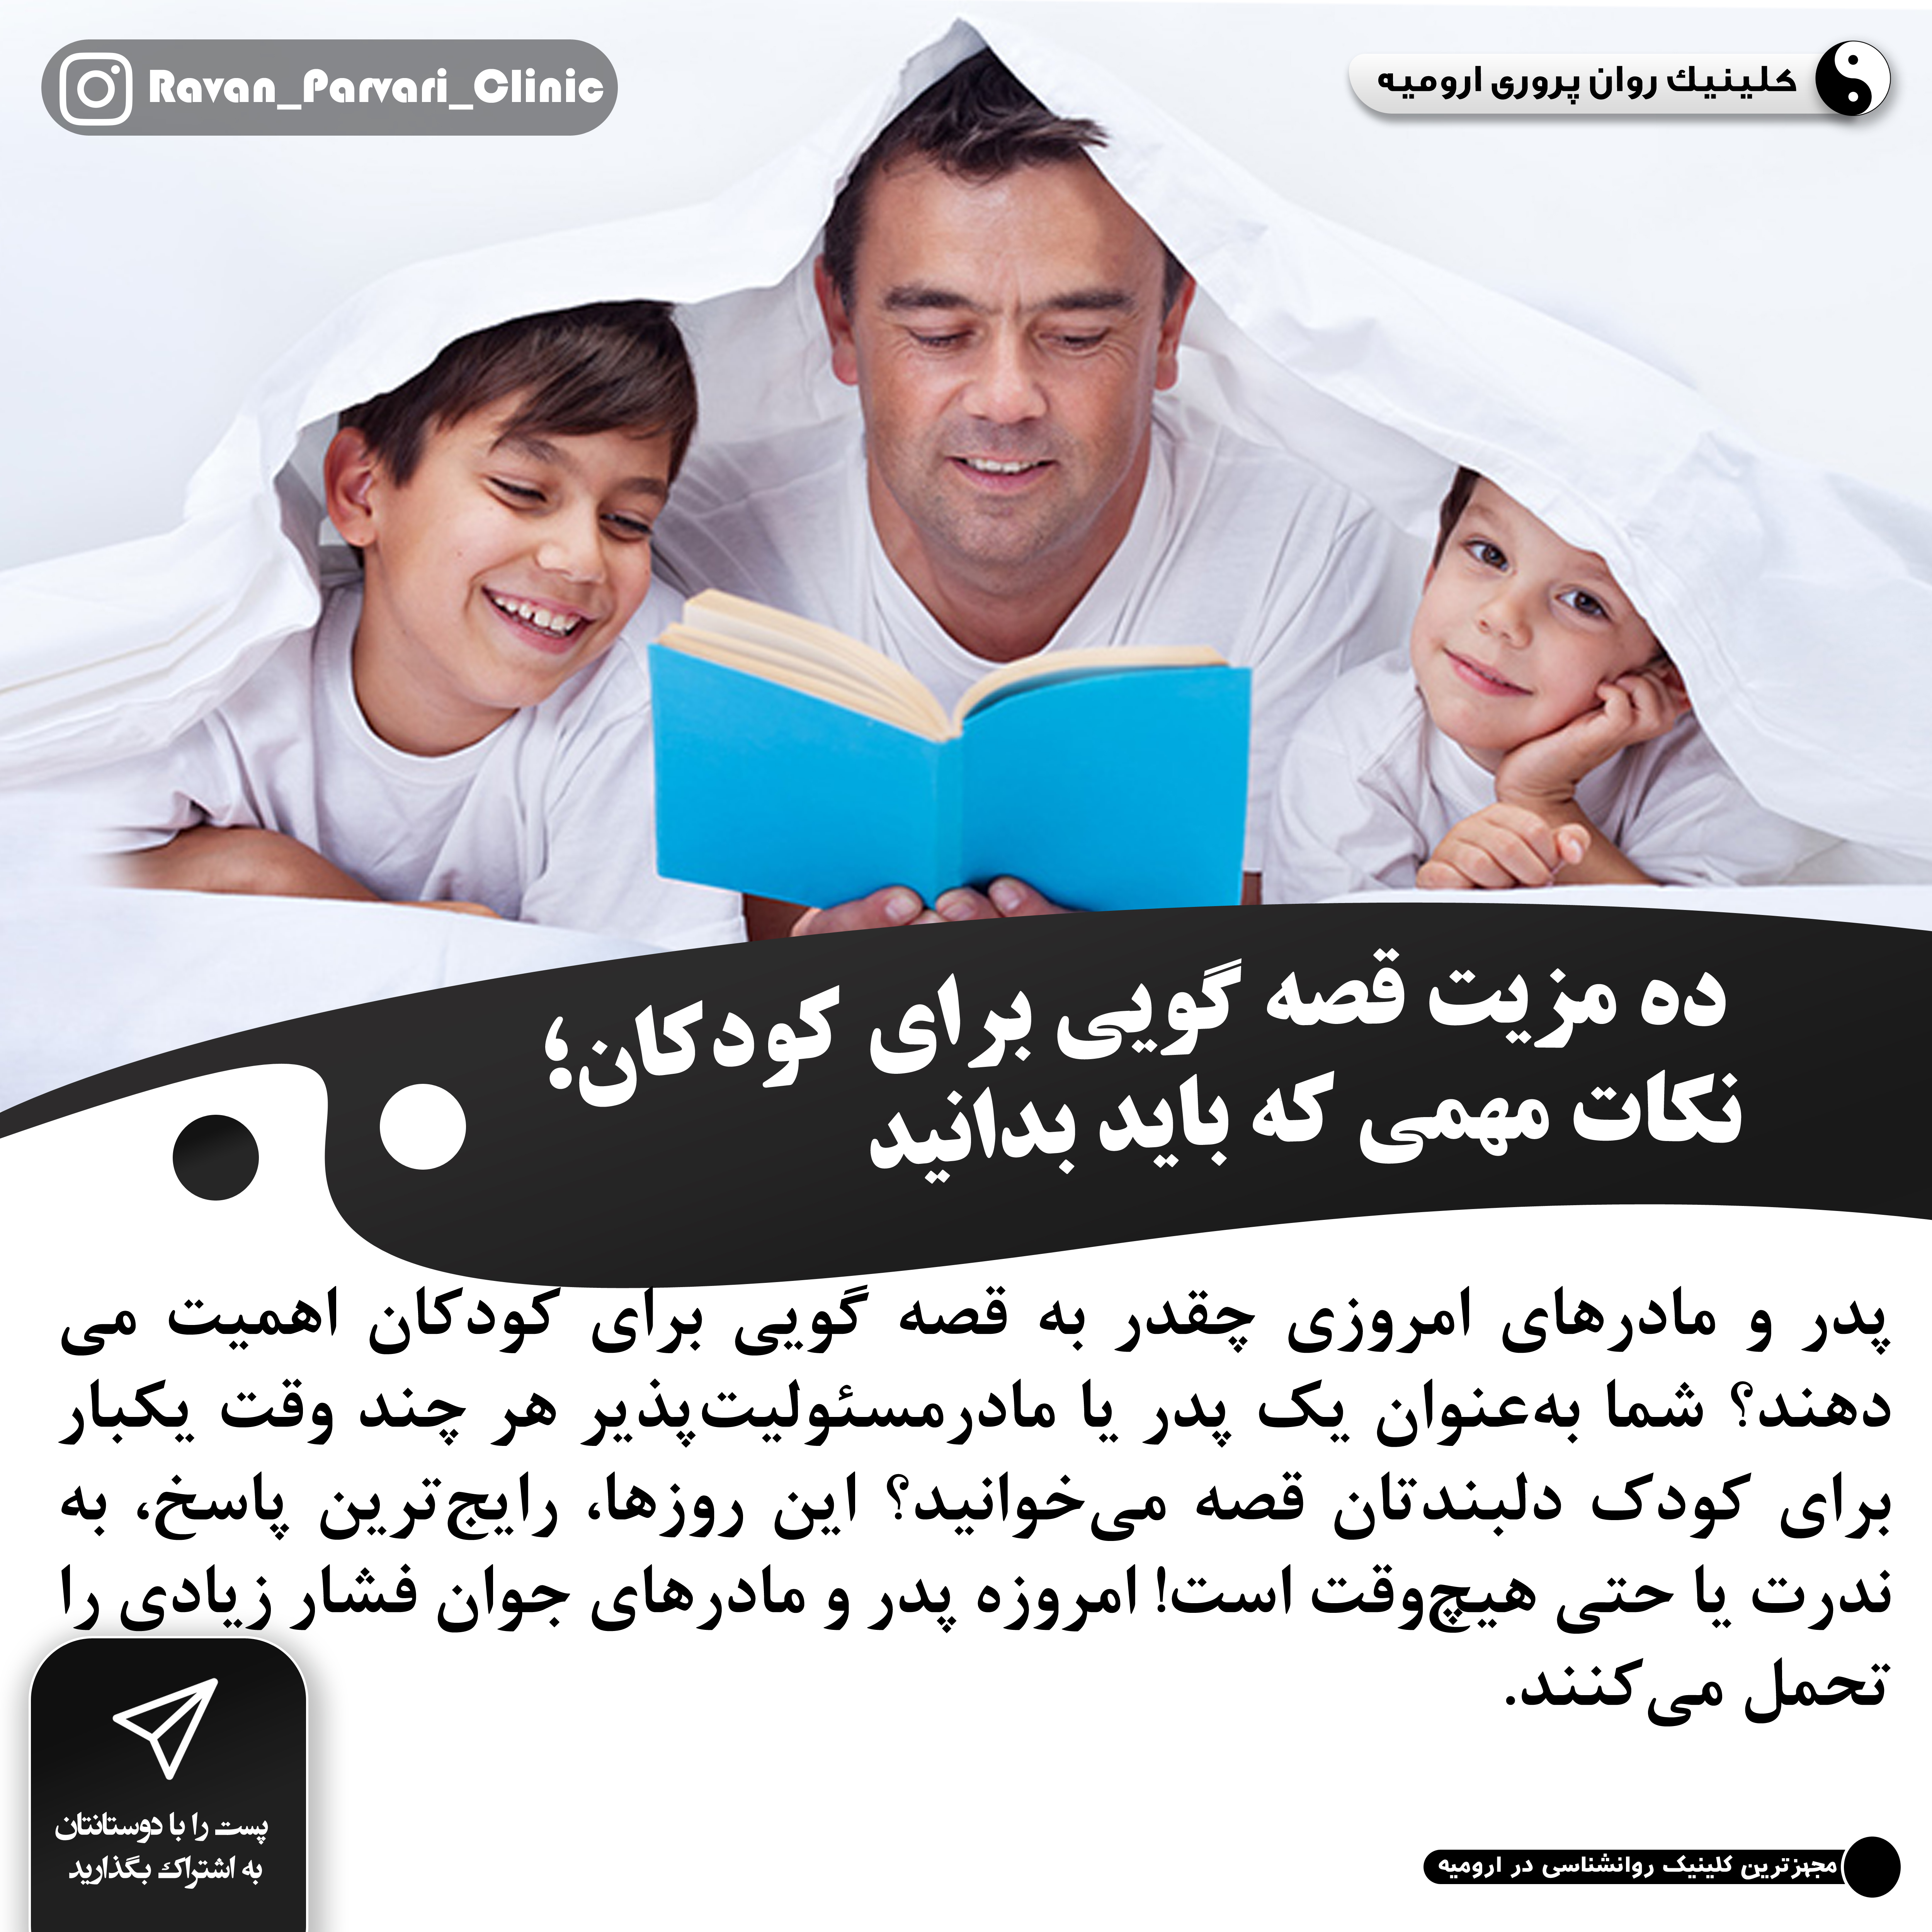 Ravan_Parvari_Clinic
کلینیک روان پروری ارومیه
ده مزیت قصه گویی برای کودکان؛
نکات مهمی که باید بدانید
پدر و مادرهای امروزی چقدر به قصه گویی برای کودکان اهمیت می
دهند؟ شما به‌عنوان یک پدر یا مادرمسئولیت‌پذیر هر چند وقت یکبار
برای کودک دلبندتان قصه می‌خوانید؟ این روزها، رایج‌ترین پاسخ، به
ندرت یا حتی هیچ‌وقت است! امروزه پدر و مادرهای جوان فشار زیادی را
تحمل می‌کنند.
پست را با دوستانتان
به اشتراک بگذارید
مجهزترین کلینیک روانشناسی در ارومیه